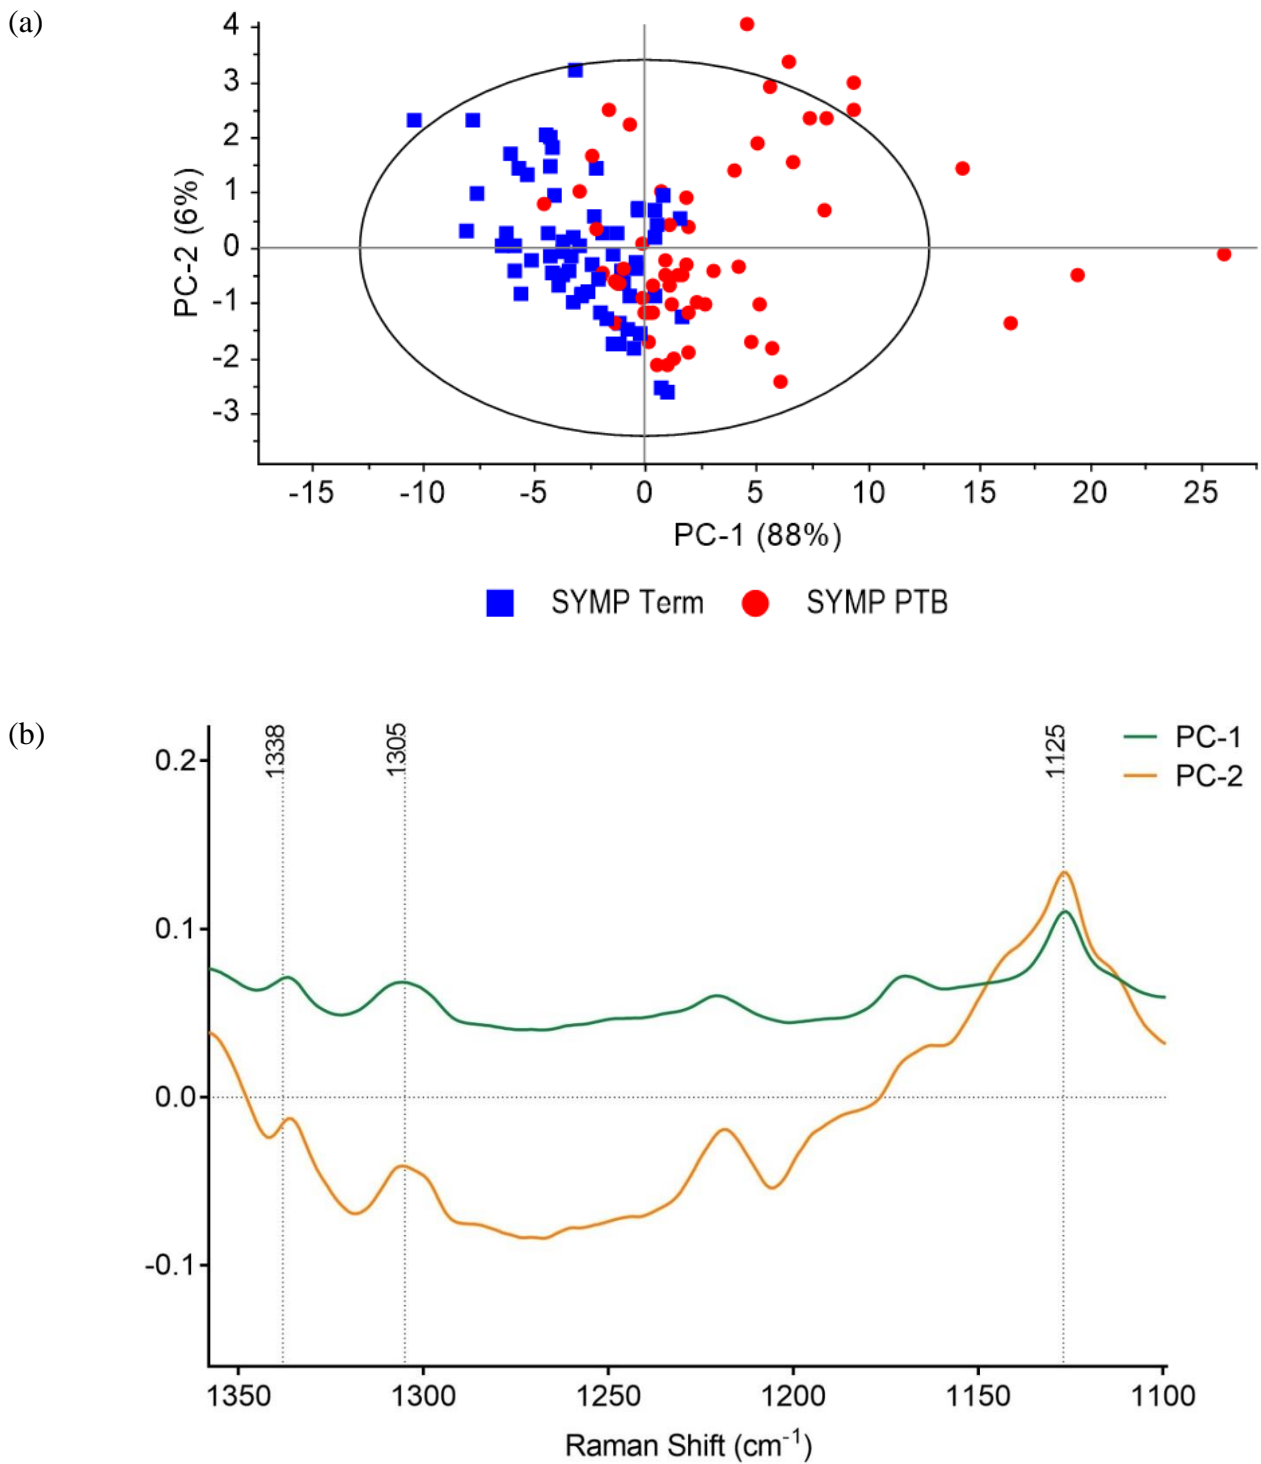 (a)
4
3
2
1
0
-1
-2
-3
PC-2 (6%)
-15 -10 -5 0 5 10 15 20 25
PC-1 (88%)
SYMP Term SYMP PTB
(b)
1338
1305
1125
PC-1
PC-2
0.2
0.1
0.0
-0.1
1350 1300 1250 1200 1150 1100
Raman Shift (cm⁻¹)